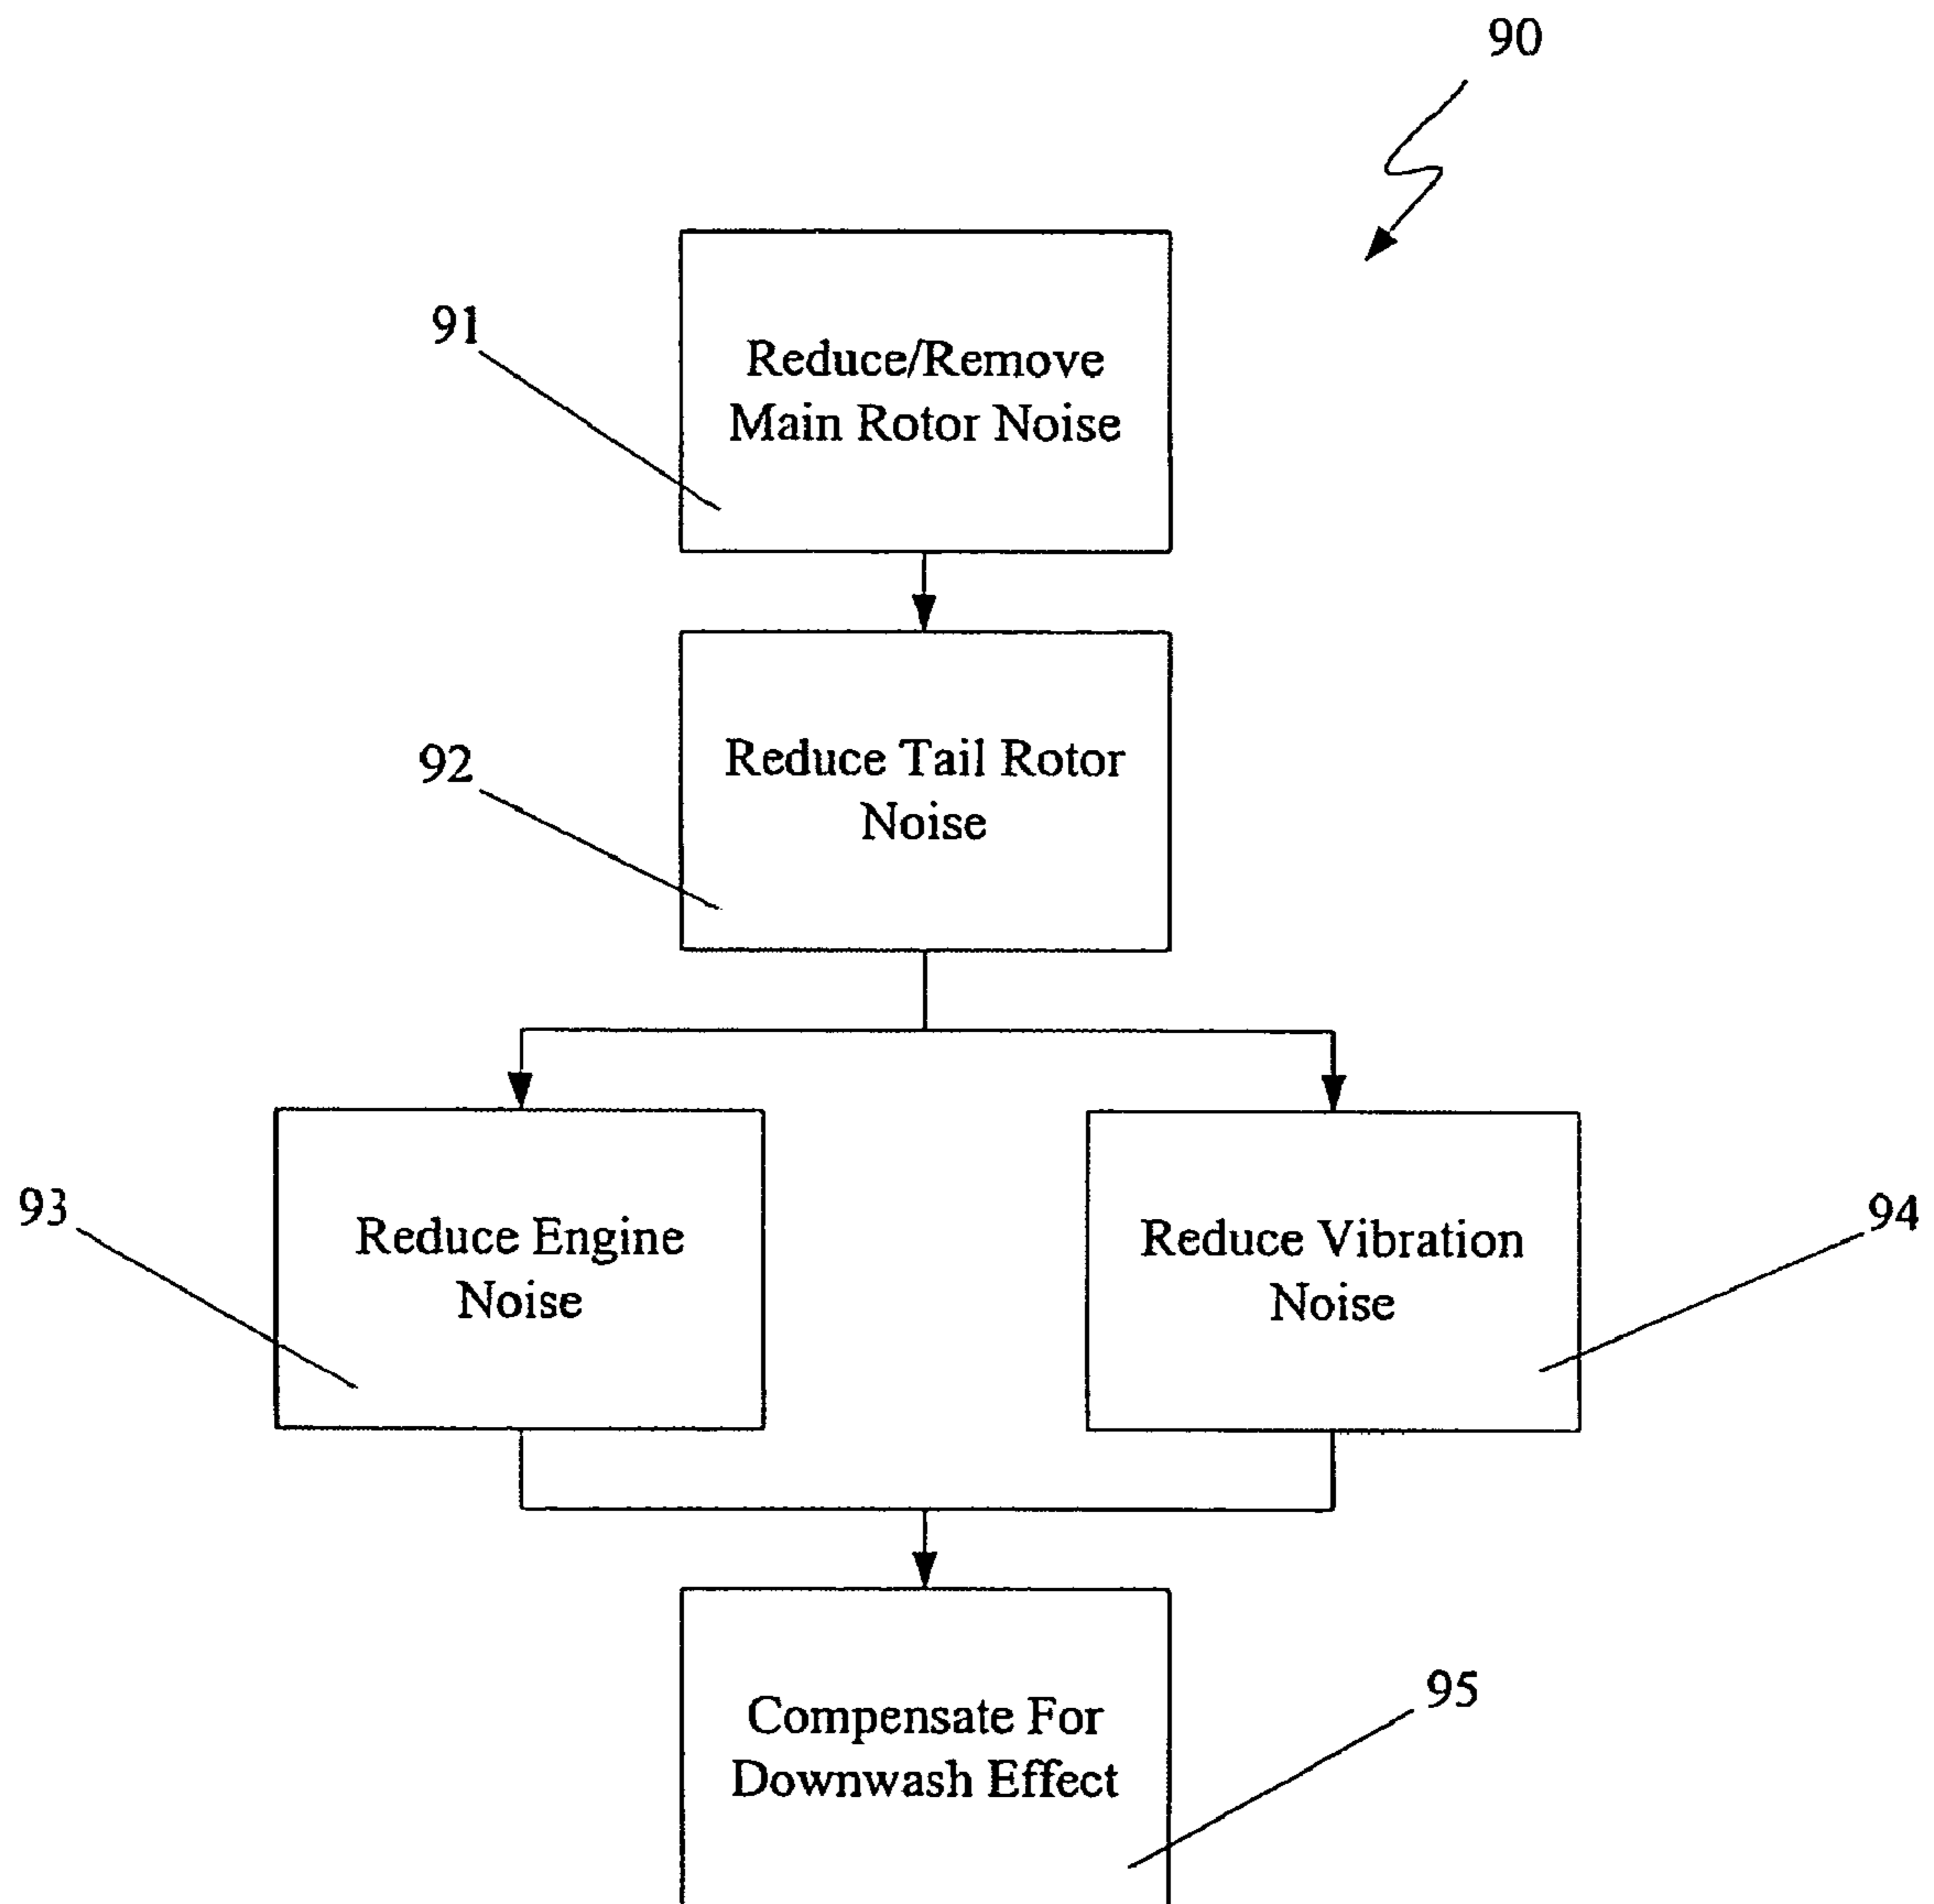 90
91
Reduce/Remove
Main Rotor Noise
92
Reduce Tail Rotor
Noise
93
Reduce Engine
Noise
94
Reduce Vibration
Noise
95
Compensate For
Downwash Effect